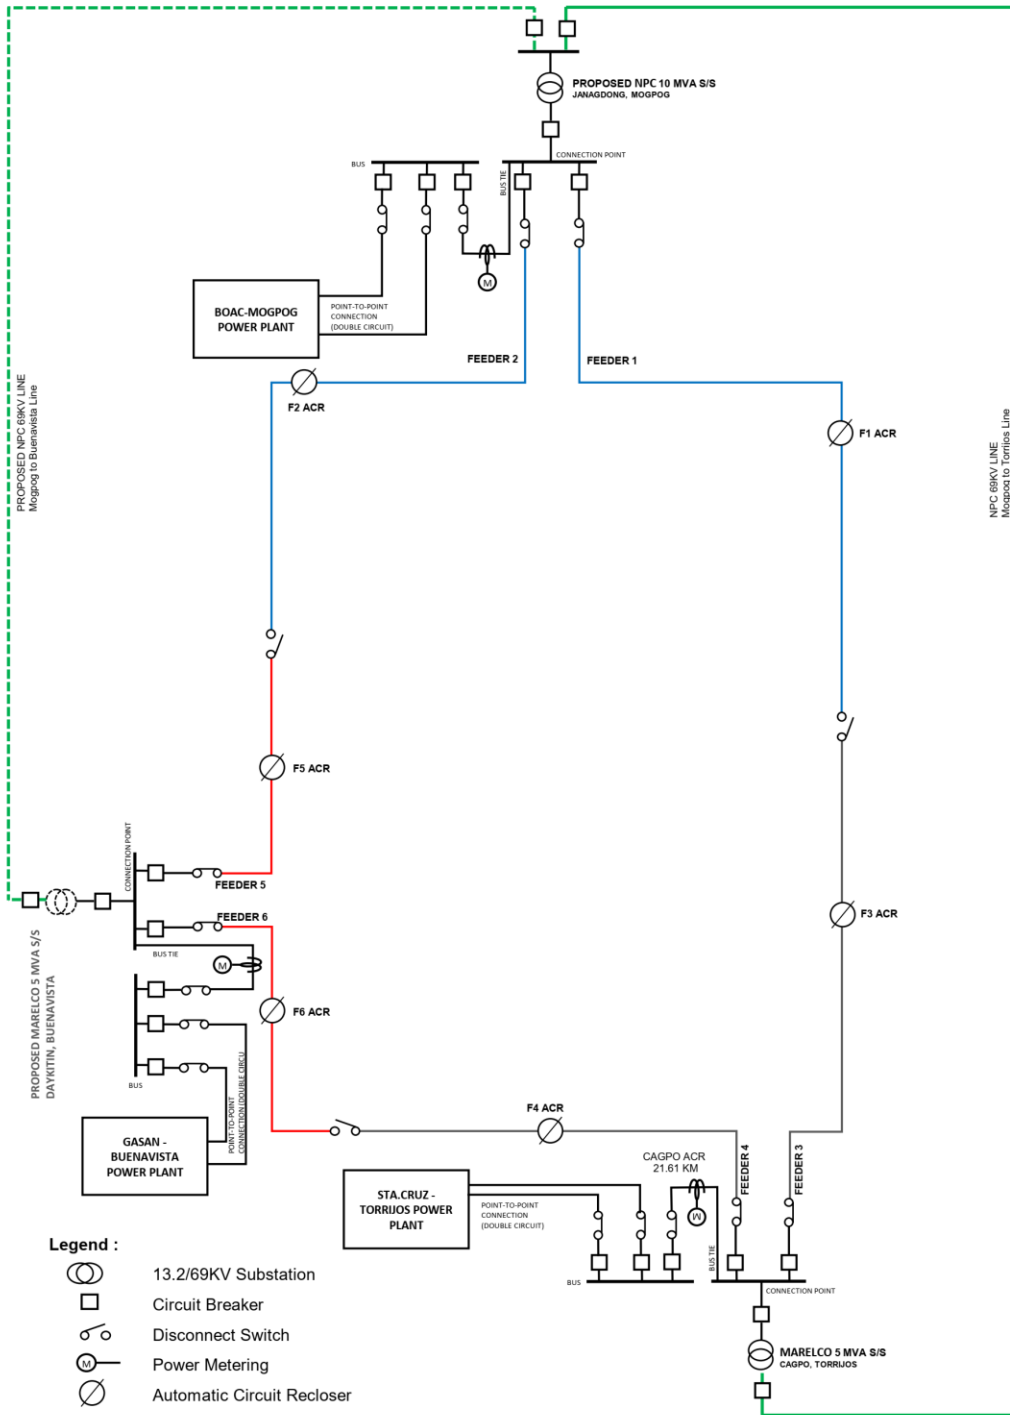 PROPOSED NPC 10 MVA S/S
JANAGDONG, MOGPOG
CONNECTION POINT
BUS
BUS TIE
M
BOAC-MOGPOG
POWER PLANT
POINT-TO-POINT
CONNECTION
(DOUBLE CIRCUIT)
FEEDER 2
FEEDER 1
F2 ACR
F1 ACR
PROPOSED NPC 69KV LINE
Mogpog to Buenavista Line
NPC 69KV LINE
Mogpog to Torrijos Line
F5 ACR
CONNECTION POINT
FEEDER 5
FEEDER 6
F3 ACR
BUS TIE
M
PROPOSED MARELCO 5 MVA S/S
DAYKITIN, BUENAVISTA
F6 ACR
BUS
POINT-TO-POINT
CONNECTION (DOUBLE CIRCU
GASAN -
BUENAVISTA
POWER PLANT
F4 ACR
CAGPO ACR
21.61 KM
FEEDER 4
FEEDER 3
STA.CRUZ -
TORRIJOS POWER
PLANT
POINT-TO-POINT
CONNECTION
(DOUBLE CIRCUIT)
M
BUS TIE
BUS
CONNECTION POINT
MARELCO 5 MVA S/S
CAGPO, TORRIJOS
Legend :
13.2/69KV Substation
Circuit Breaker
Disconnect Switch
M
Power Metering
Automatic Circuit Recloser